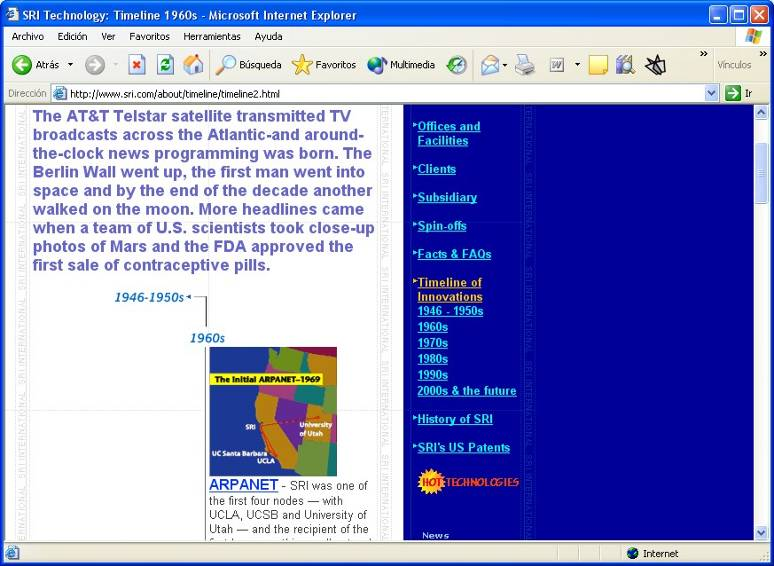 SRI Technology: Timeline 1960s - Microsoft Internet Explorer
Archivo Edición Ver Favoritos Herramientas Ayuda
Atrás Búsqueda Favoritos Multimedia W » Vínculos »
Dirección http://www.sri.com/about/timeline/timeline2.html Ir
The AT&T Telstar satellite transmitted TV
broadcasts across the Atlantic-and around-
the-clock news programming was born. The
Berlin Wall went up, the first man went into
space and by the end of the decade another
walked on the moon. More headlines came
when a team of U.S. scientists took close-up
photos of Mars and the FDA approved the
first sale of contraceptive pills.
1946-1950s
1960s
The Initial ARPANET–1969
SRI
University
of Utah
UC Santa Barbara
UCLA
ARPANET - SRI was one of
the first four nodes — with
UCLA, UCSB and University of
Utah — and the recipient of the
Offices and
Facilities
Clients
Subsidiary
Spin-offs
Facts & FAQs
Timeline of
Innovations
1946 - 1950s
1960s
1970s
1980s
1990s
2000s & the future
History of SRI
SRI's US Patents
HOT TECHNOLOGIES
News
SRI INTERNATIONAL
SRI INTERNATIONAL
SRI INTERNATIONAL
SRI INTERNATIONAL
Internet